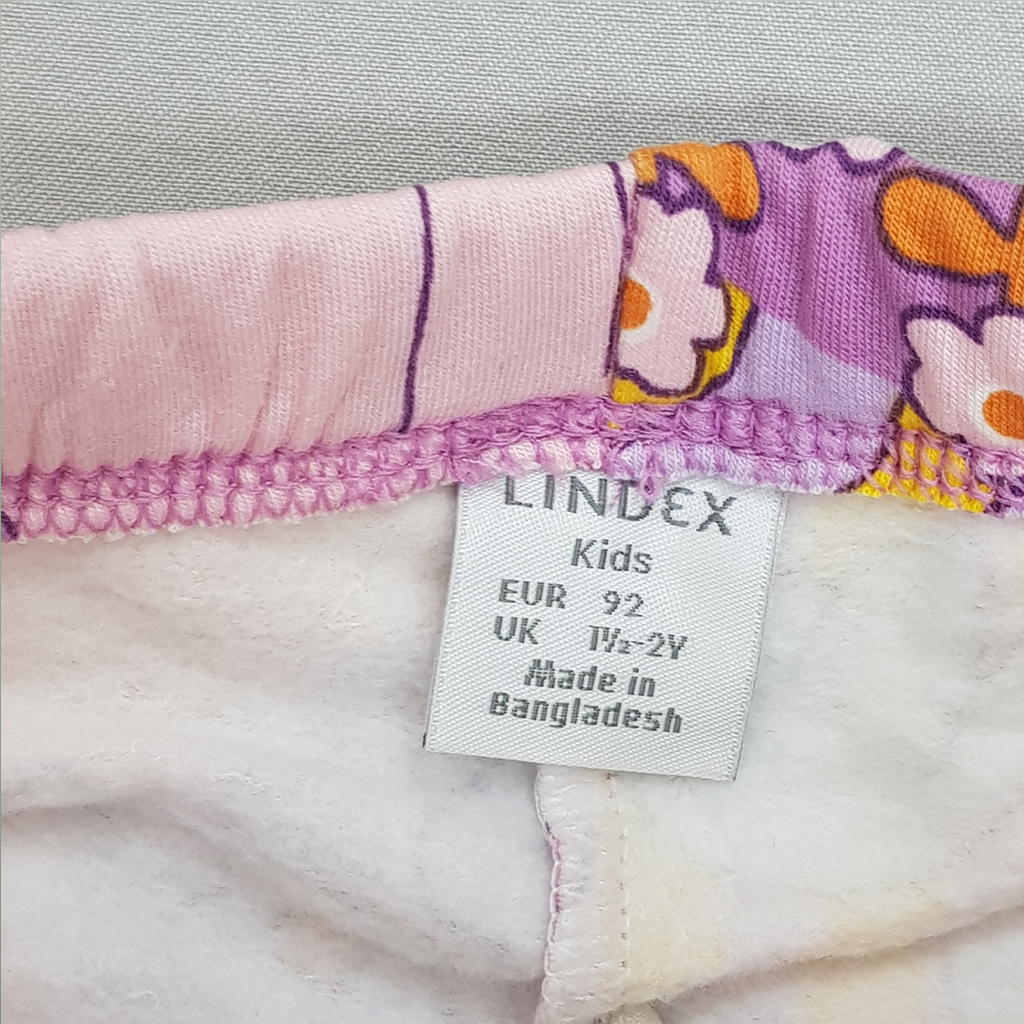 LINDEX
Kids
EUR 92
UK 1½-2Y
Made in
Bangladesh